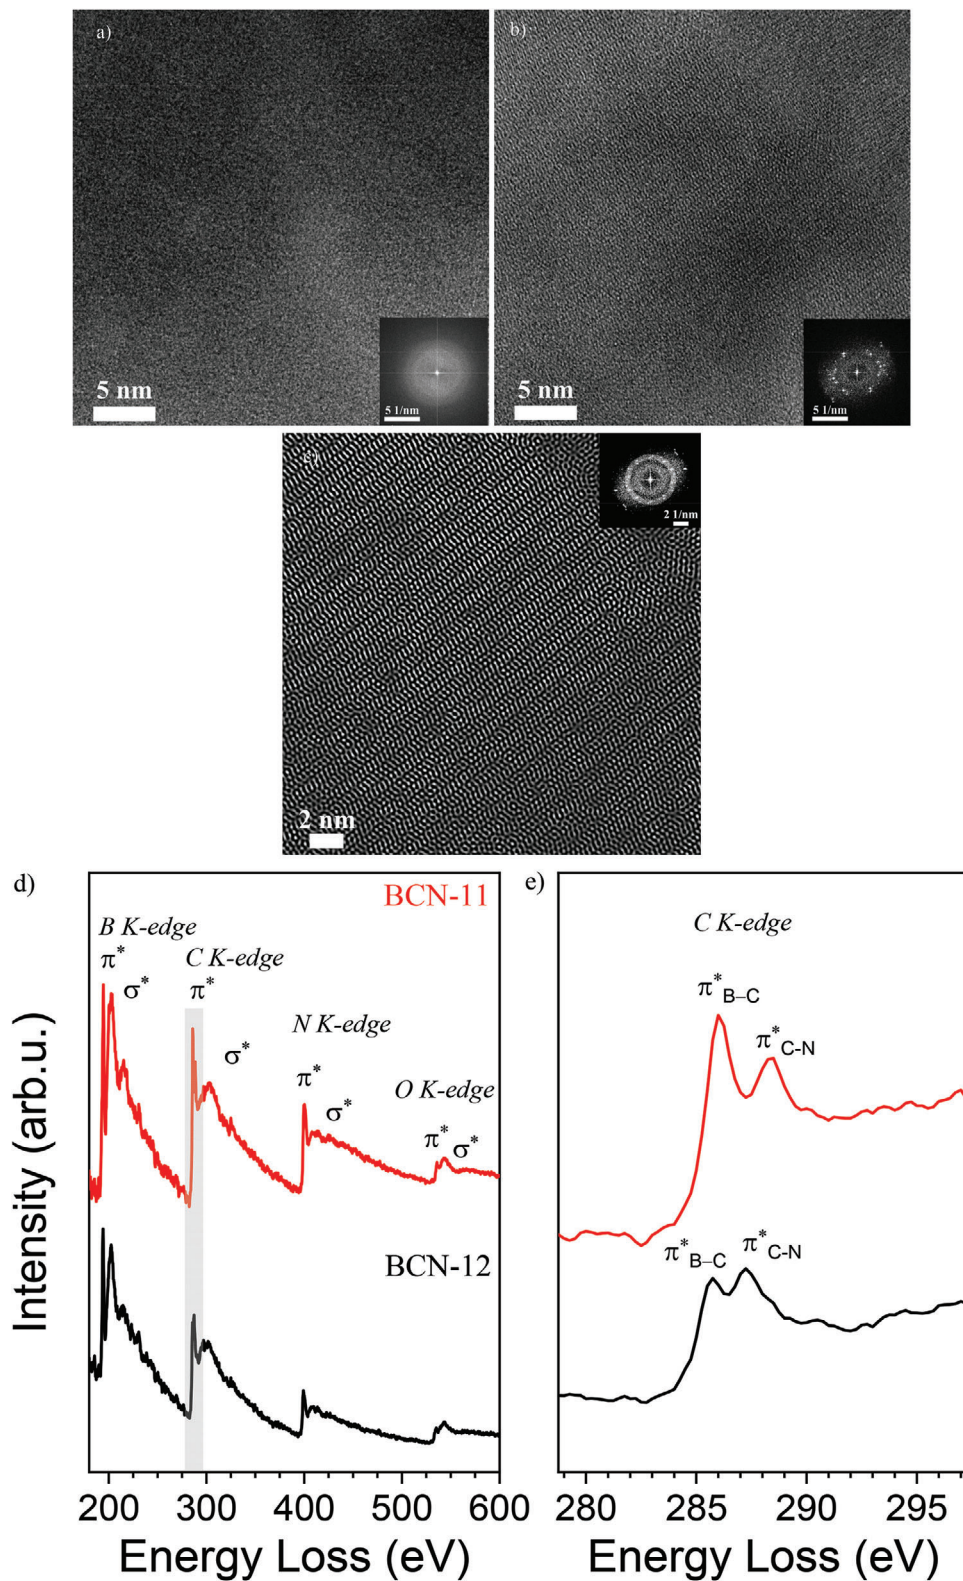 a)
5 nm
5 1/nm
b)
5 nm
5 1/nm
c)
2 nm
2 1/nm
d)
BCN-11
B K-edge
π*
σ*
C K-edge
π*
σ*
N K-edge
π*
σ*
O K-edge
π*
σ*
BCN-12
Intensity (arb.u.)
200 300 400 500 600
Energy Loss (eV)
e)
C K-edge
π*B–C
π*C-N
π*B–C
π*C-N
280 285 290 295
Energy Loss (eV)